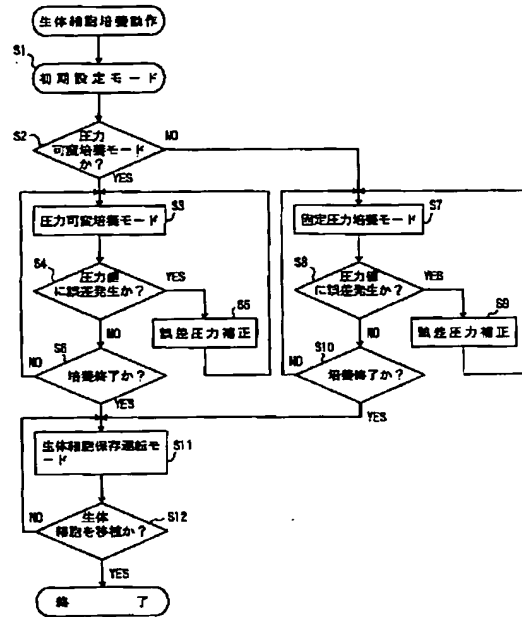 生体細胞培養動作
S1
初期設定モード
S2
圧力
可変培養モード
か?
NO
YES
S3
圧力可変培養モード
S7
固定圧力培養モード
S4
圧力値
に誤差発生か?
YES
S8
圧力値
に誤差発生か?
YES
S5
誤差圧力補正
S9
誤差圧力補正
NO
NO
S6
NO
培養終了か?
YES
S10
NO
培養終了か?
YES
生体細胞保存運転モ
ード
S11
NO
生体
細胞を移植か?
S12
YES
終 了